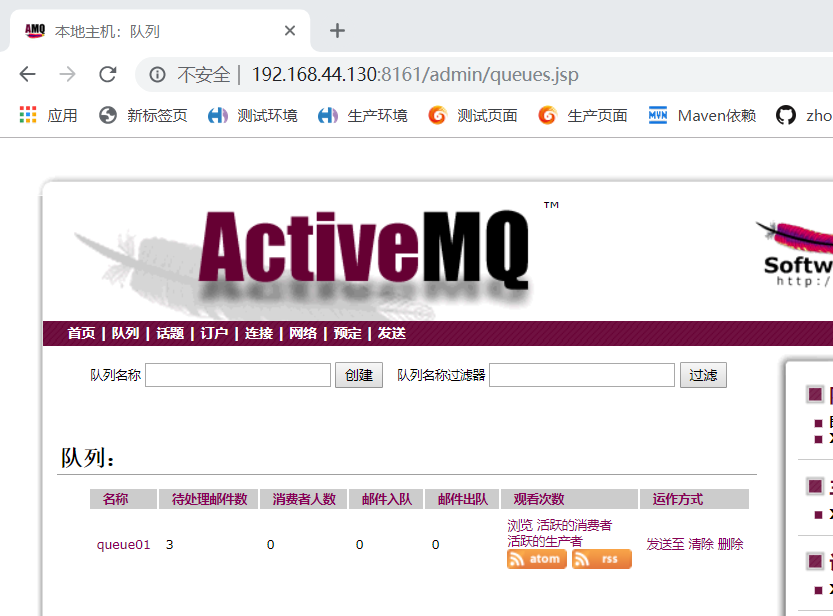 AMQ 本地主机：队列
不安全 | 192.168.44.130:8161/admin/queues.jsp
应用 新标签页 测试环境 生产环境 测试页面 生产页面 MVN Maven依赖 zho
ActiveMQ™
Softw
http:/
首页 | 队列 | 话题 | 订户 | 连接 | 网络 | 预定 | 发送
队列名称 创建 队列名称过滤器 过滤
队列：
名称 待处理邮件数 消费者人数 邮件入队 邮件出队 观看次数 运作方式
queue01 3 0 0 0 浏览 活跃的消费者
活跃的生产者
atom rss
发送至 清除 删除